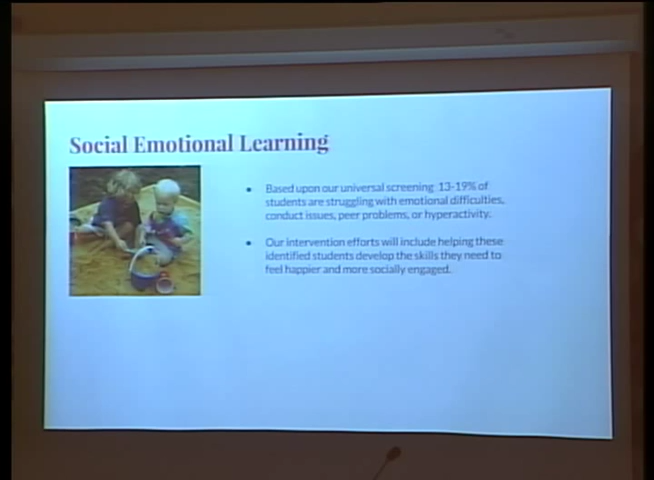 Social Emotional Learning
Based upon our universal screening 13-19% of
students are struggling with emotional difficulties,
conduct issues, peer problems, or hyperactivity.
Our intervention efforts will include helping these
identified students develop the skills they need to
feel happier and more socially engaged.